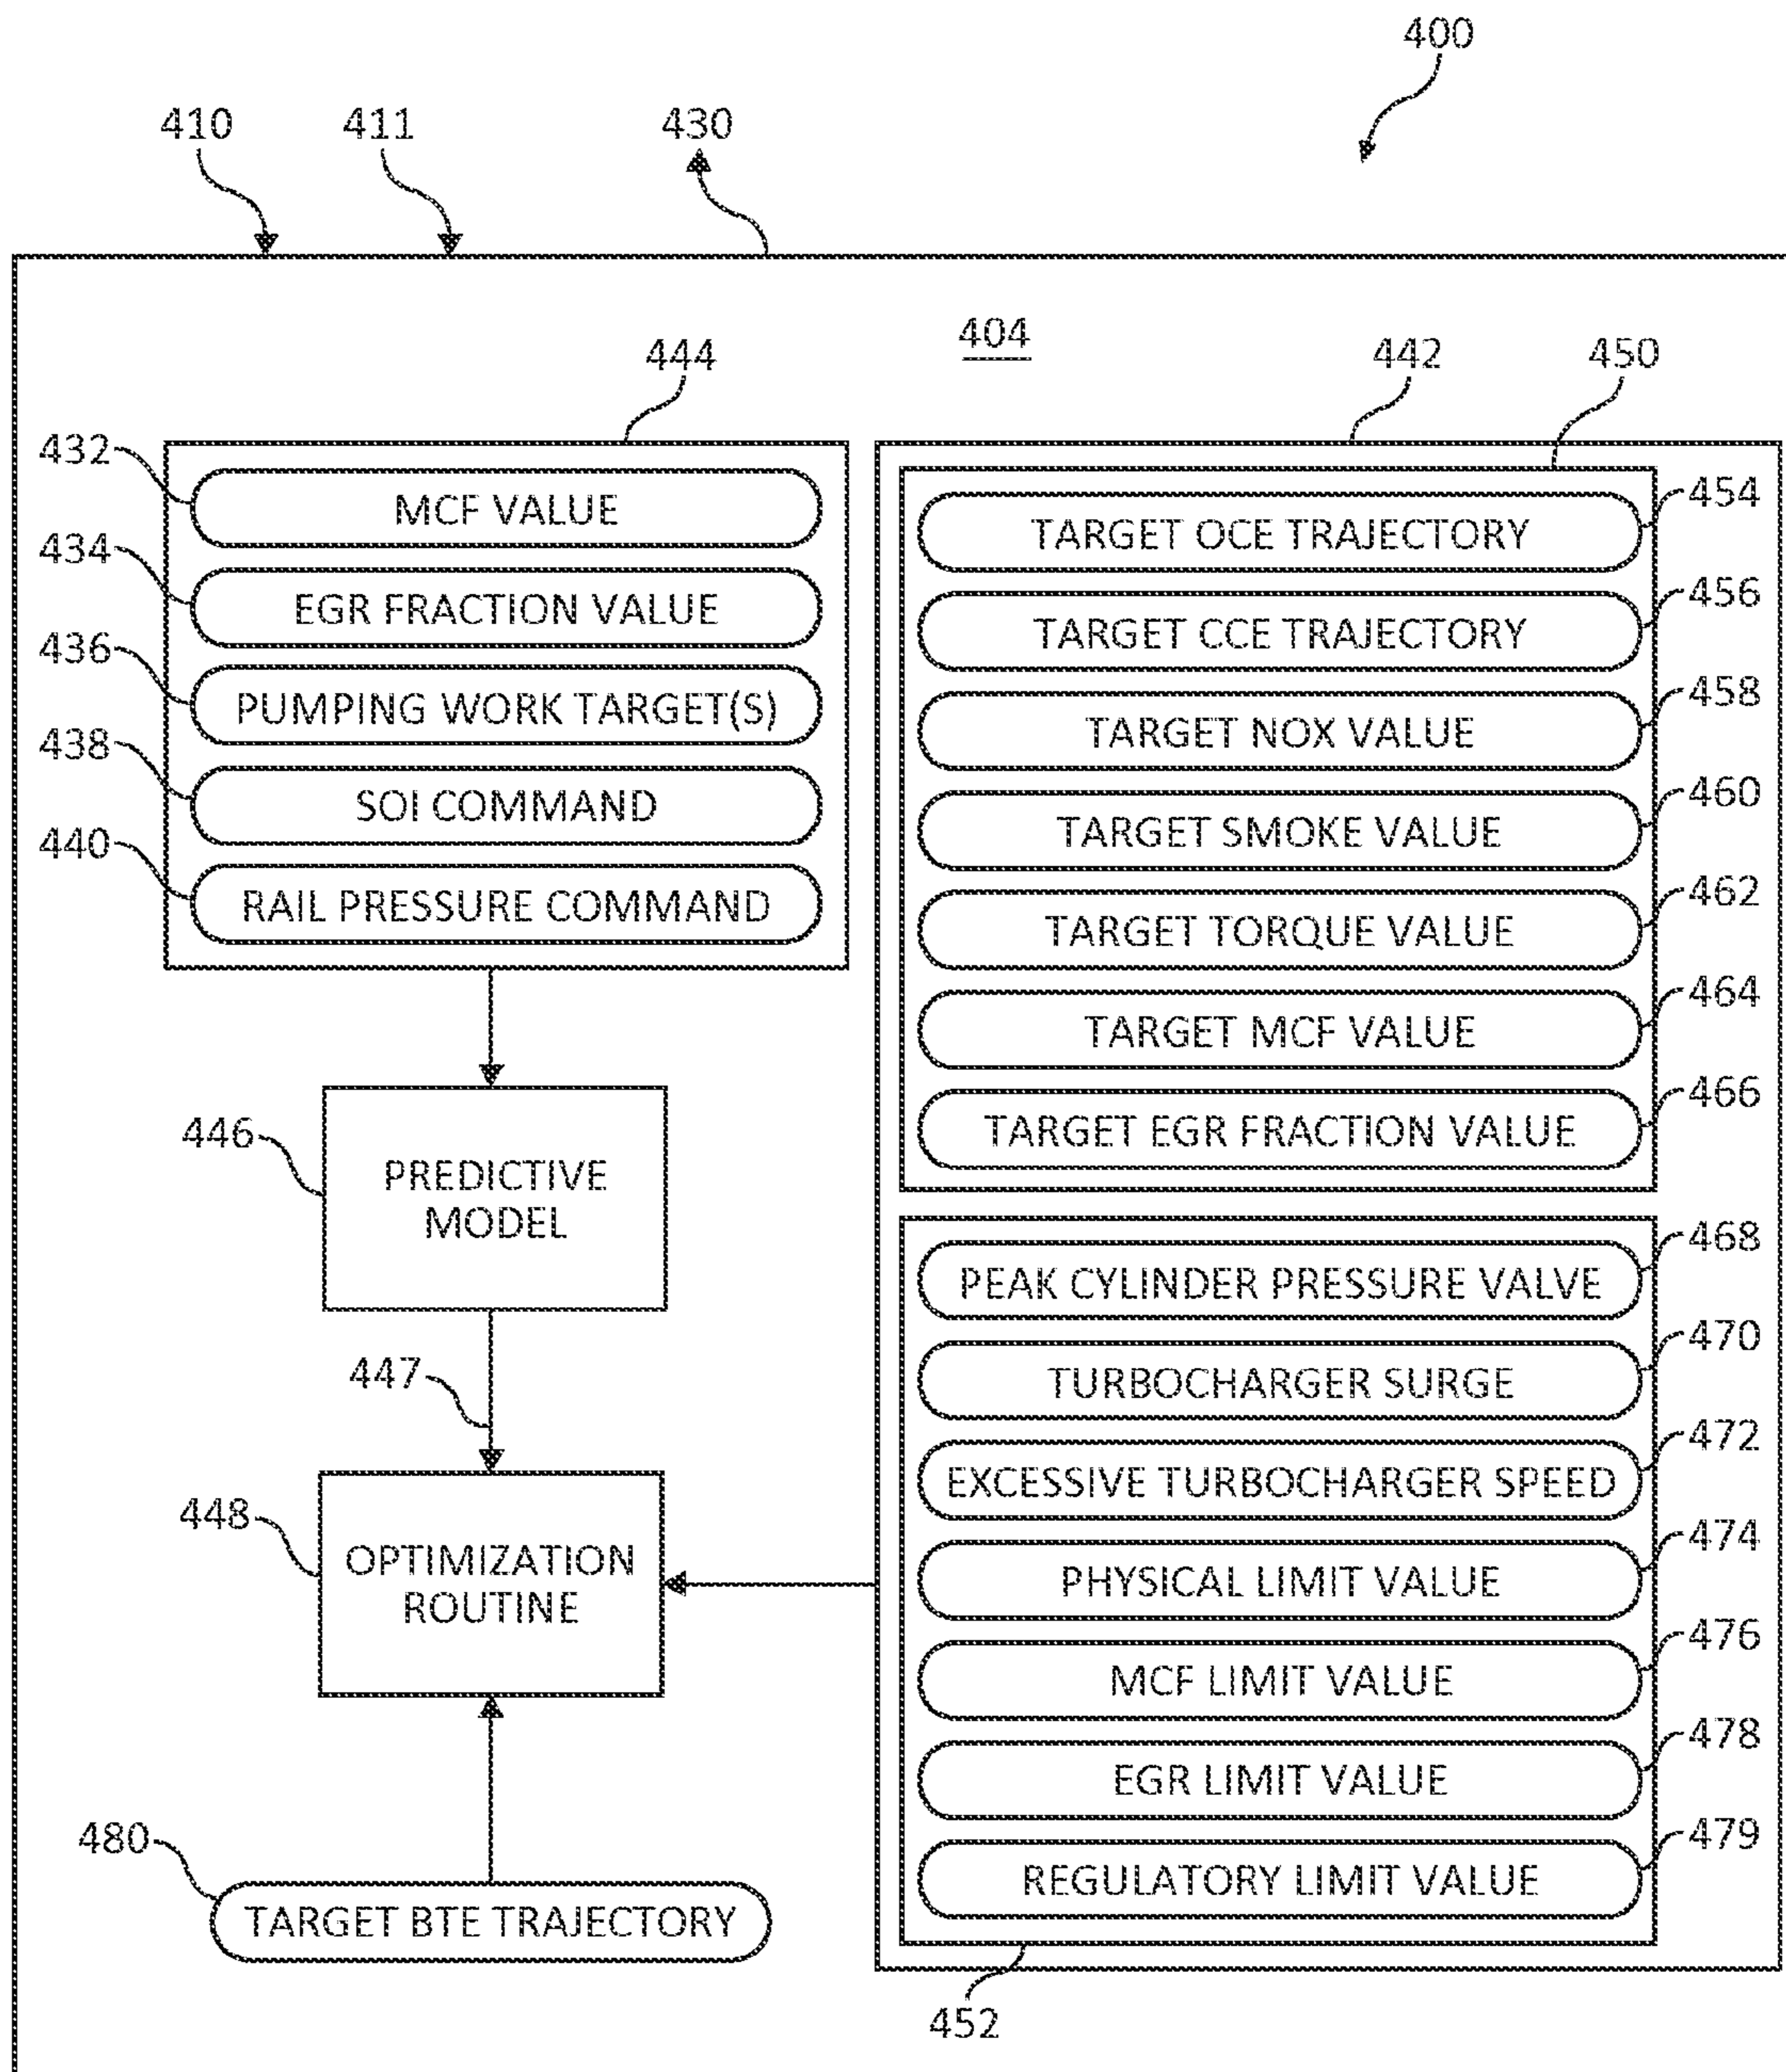 400
410
411
430
404
444
442
450
432
MCF VALUE
434
EGR FRACTION VALUE
436
PUMPING WORK TARGET(S)
438
SOI COMMAND
440
RAIL PRESSURE COMMAND
454
TARGET OCE TRAJECTORY
456
TARGET CCE TRAJECTORY
458
TARGET NOX VALUE
460
TARGET SMOKE VALUE
462
TARGET TORQUE VALUE
464
TARGET MCF VALUE
466
TARGET EGR FRACTION VALUE
446
PREDICTIVE
MODEL
447
448
OPTIMIZATION
ROUTINE
468
PEAK CYLINDER PRESSURE VALVE
470
TURBOCHARGER SURGE
472
EXCESSIVE TURBOCHARGER SPEED
474
PHYSICAL LIMIT VALUE
476
MCF LIMIT VALUE
478
EGR LIMIT VALUE
479
REGULATORY LIMIT VALUE
480
TARGET BTE TRAJECTORY
452